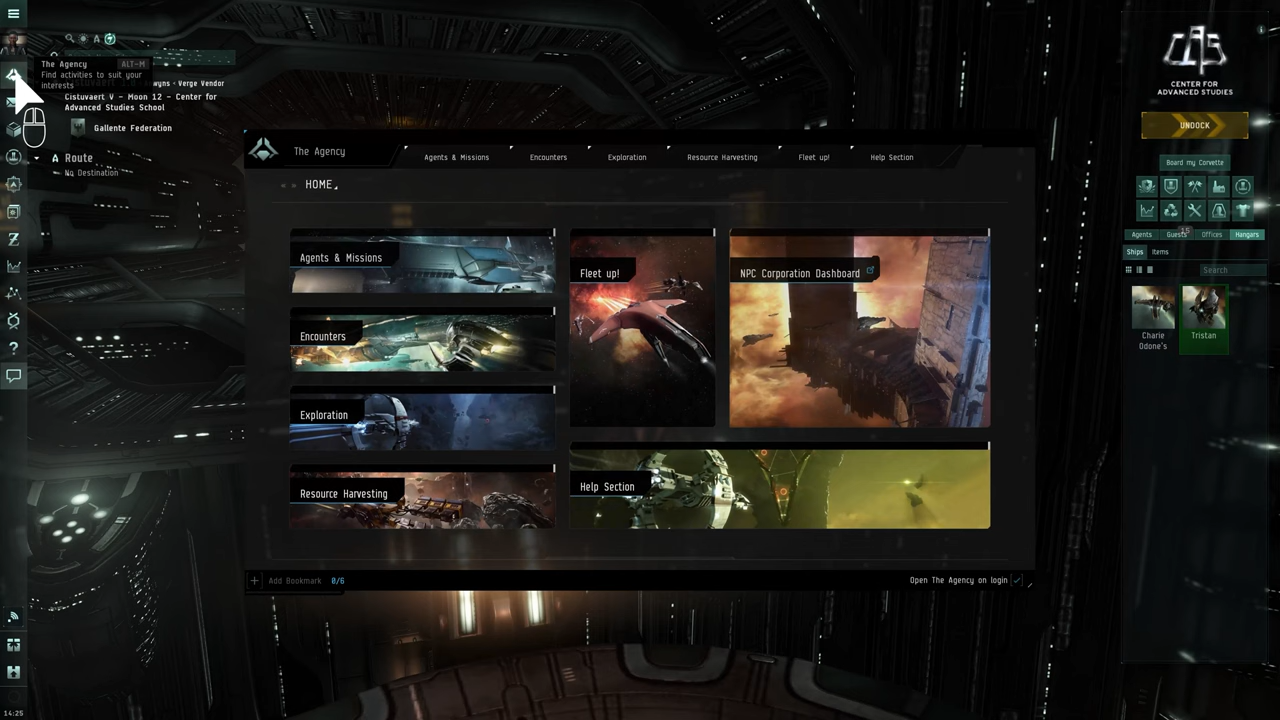 A
The Agency ALT-M
Find activities to suit your
interests
wyns < Verge Vendor
Cistuvaert V - Moon 12 - Center for
Advanced Studies School
Gallente Federation
Route
No Destination
The Agency
Agents & Missions
Encounters
Exploration
Resource Harvesting
Fleet up!
Help Section
HOME
Agents & Missions
Encounters
Exploration
Resource Harvesting
Fleet up!
NPC Corporation Dashboard
Help Section
Add Bookmark 0/6
Open The Agency on login
CAS
CENTER FOR
ADVANCED STUDIES
UNDOCK
Board my Corvette
15
Agents Guests Offices Hangars
Ships Items
Search
Charie
Odone's
Tristan
14:25